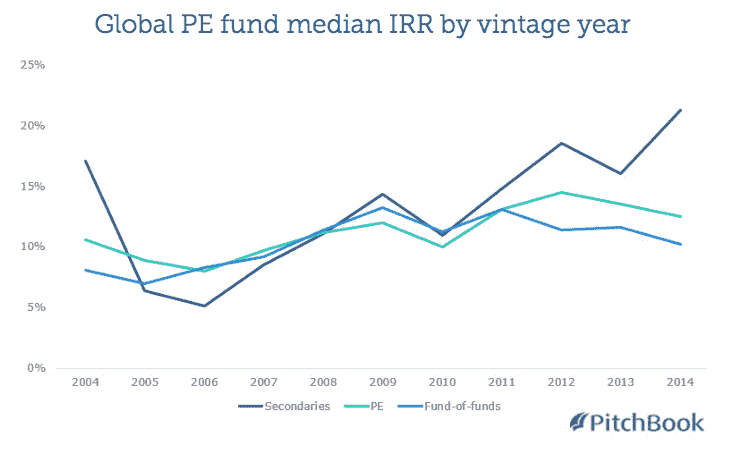 Global PE fund median IRR by vintage year
25%
20%
15%
10%
5%
0%
2004 2005 2006 2007 2008 2009 2010 2011 2012 2013 2014
Secondaries PE Fund-of-funds
PitchBook